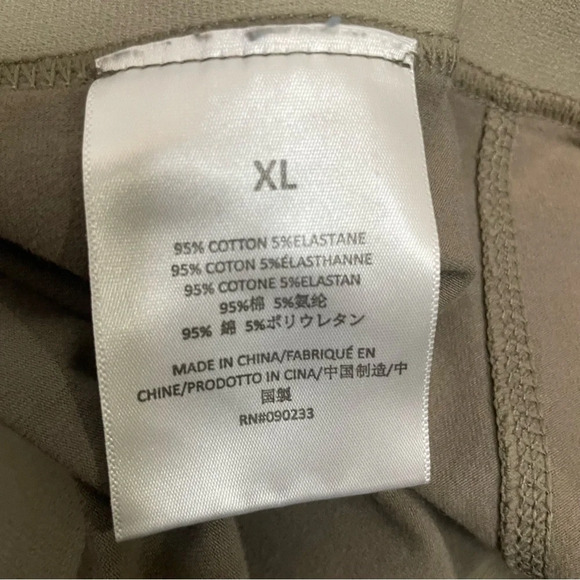 XL
95% COTTON 5%ELASTANE
95% COTON 5%ÉLASTHANNE
95% COTONE 5%ELASTAN
95%棉 5%氨纶
95% 綿 5%ポリウレタン
MADE IN CHINA/FABRIQUÉ EN
CHINE/PRODOTTO IN CINA/中国制造/中
国製
RN#090233